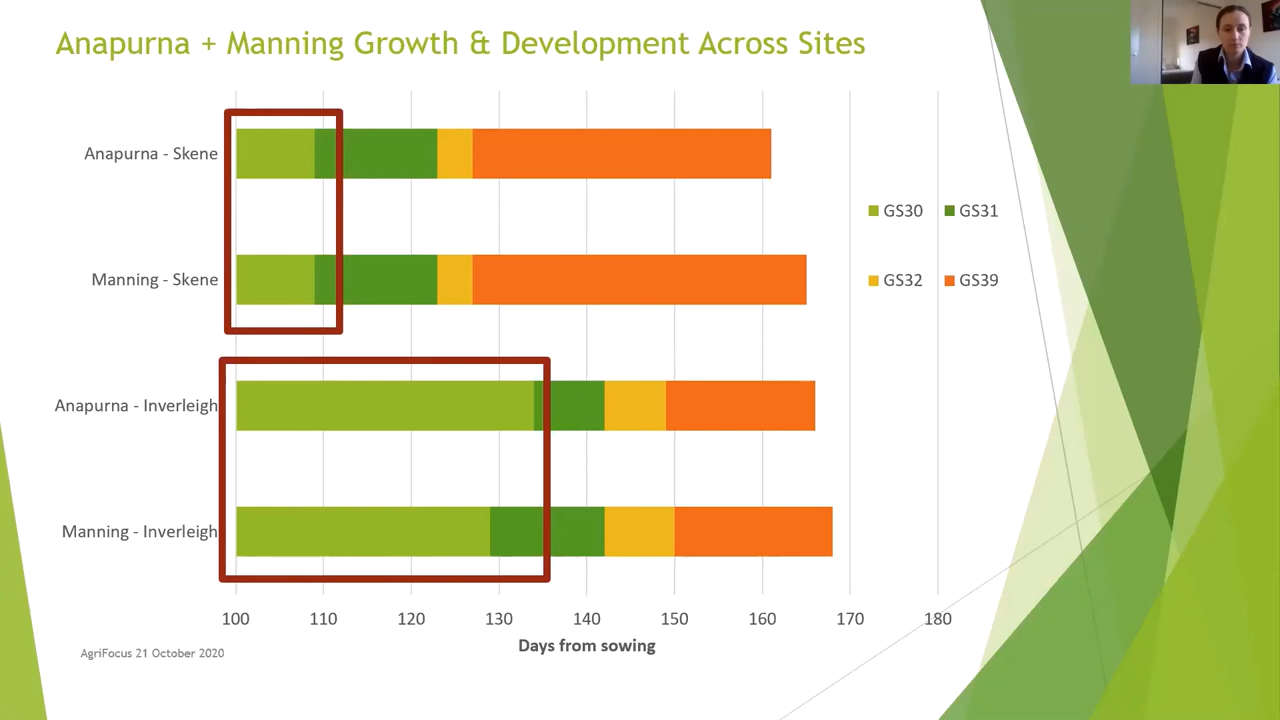 Anapurna + Manning Growth & Development Across Sites
Anapurna - Skene
Manning - Skene
Anapurna - Inverleigh
Manning - Inverleigh
GS30 GS31
GS32 GS39
100 110 120 130 140 150 160 170 180
Days from sowing
AgriFocus 21 October 2020